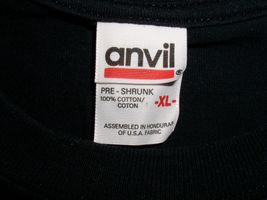 anvil
PRE-SHRUNK
100% COTTON/
COTON
-XL-
ASSEMBLED IN HONDURAS
OF U.S.A. FABRIC